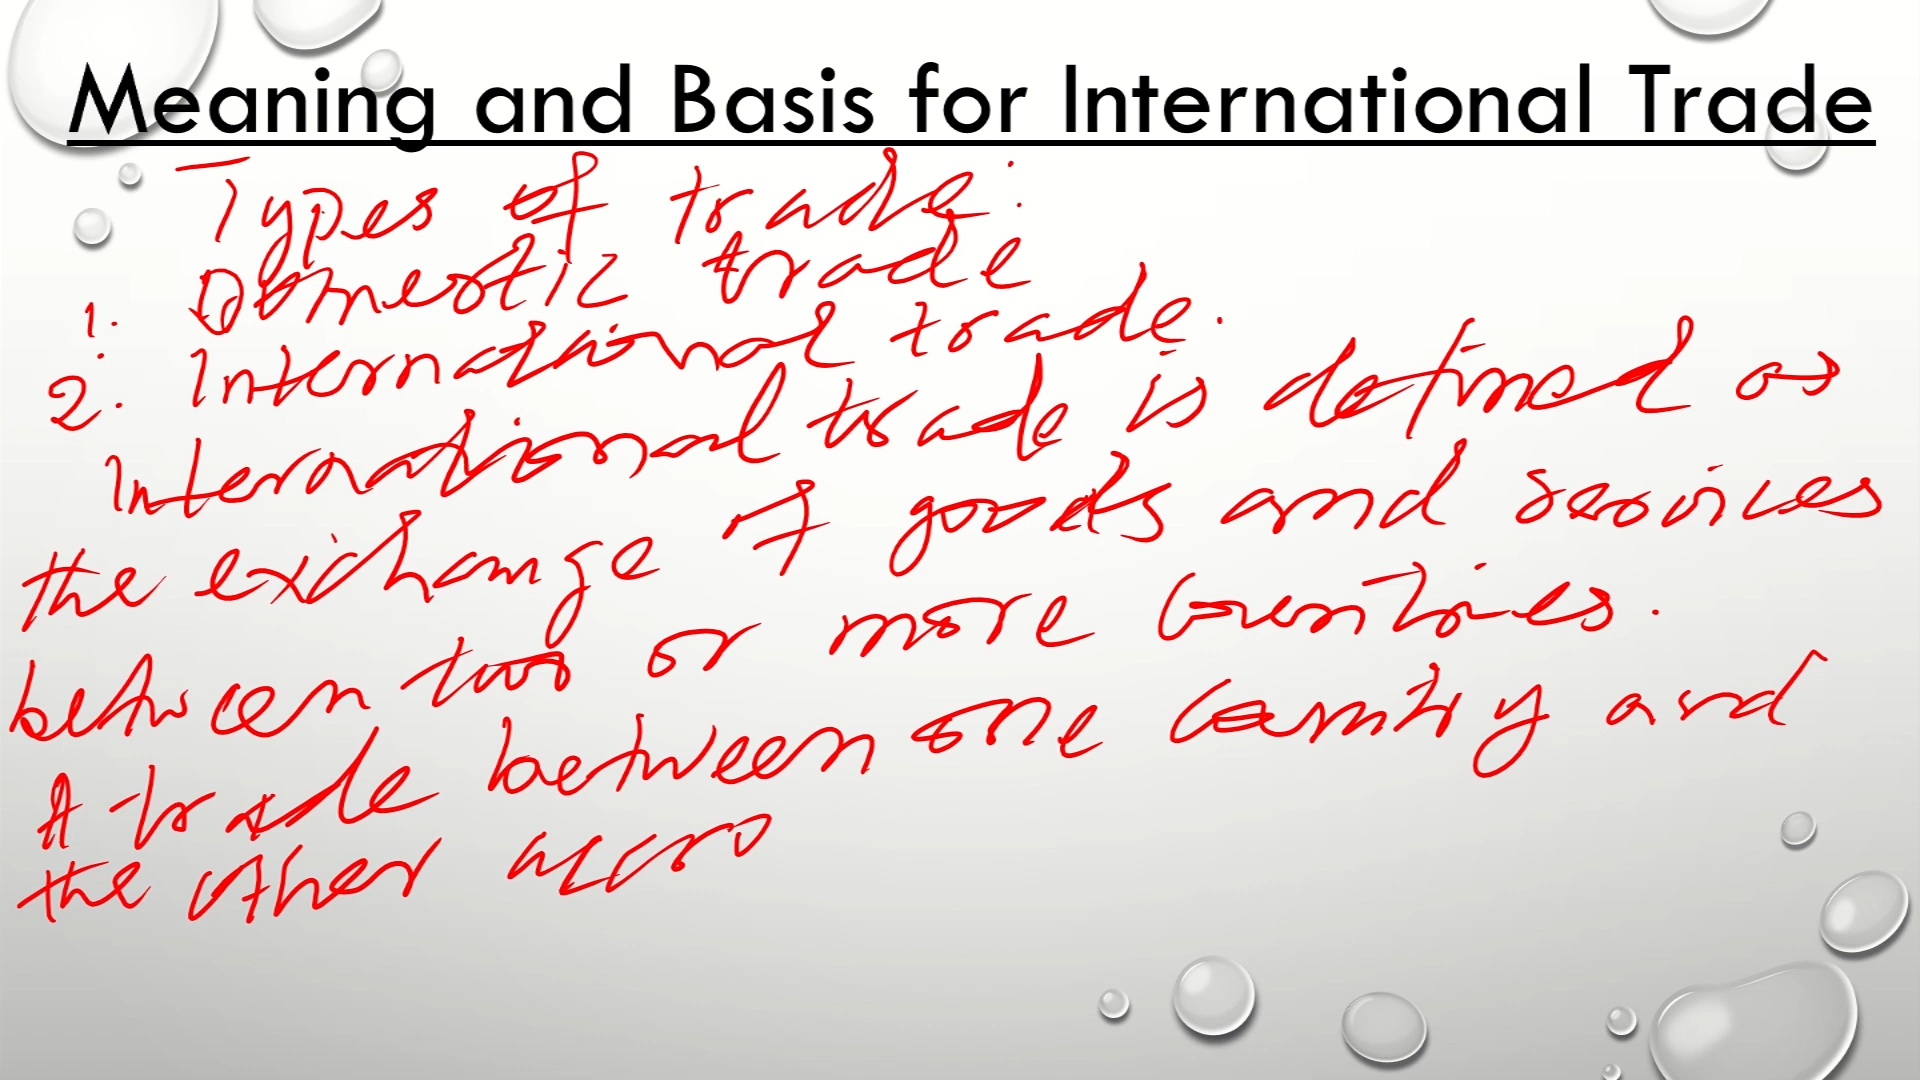 Meaning and Basis for International Trade
Types of trade:
1. Domestic trade
2. International trade.
International trade is defined as
the exchange of goods and services
between two or more countries.
A trade between one country and
the other accro